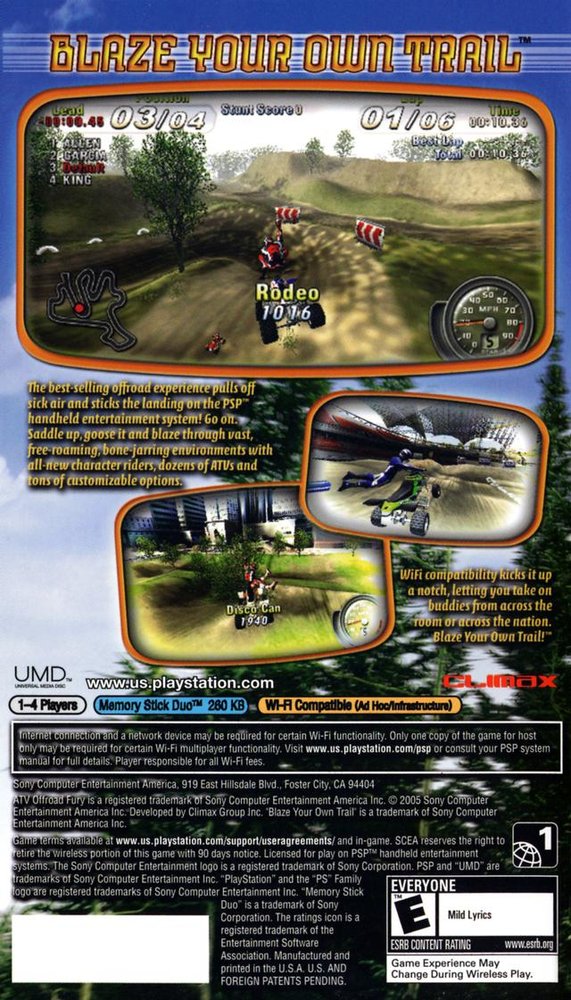 BLAZE YOUR OWN TRAIL™
Lead Position Stunt Score 0 Lap Time
-00:00.45 03/04 01/06 00:10.36
1 ALLEN Best Lap
2 GARCIA Total 00:10.36
3 Default
4 KING
Rodeo
1016
MPH
The best-selling offroad experience pulls off
sick air and sticks the landing on the PSP™
handheld entertainment system! Go on.
Saddle up, goose it and blaze through vast,
free-roaming, bone-jarring environments with
all-new character riders, dozens of ATVs and
tons of customizable options.
Disco Can
1940
WiFi compatibility kicks it up
a notch, letting you take on
buddies from across the
room or across the nation.
Blaze Your Own Trail!™
UMD™
UNIVERSAL MEDIA DISC
www.us.playstation.com
CLIMAX
1-4 Players
Memory Stick Duo™ 260 KB
Wi-Fi Compatible (Ad Hoc/Infrastructure)
Internet connection and a network device may be required for certain Wi-Fi functionality. Only one copy of the game for host
only may be required for certain Wi-Fi multiplayer functionality. Visit www.us.playstation.com/psp or consult your PSP system
manual for full details. Player responsible for all Wi-Fi fees.
Sony Computer Entertainment America, 919 East Hillsdale Blvd., Foster City, CA 94404
ATV Offroad Fury is a registered trademark of Sony Computer Entertainment America Inc. © 2005 Sony Computer
Entertainment America Inc. Developed by Climax Group Inc. "Blaze Your Own Trail" is a trademark of Sony Computer
Entertainment America Inc.
Game terms available at www.us.playstation.com/support/useragreements/ and in-game. SCEA reserves the right to
retire the wireless portion of this game with 90 days notice. Licensed for play on PSP™ handheld entertainment
systems. The Sony Computer Entertainment logo is a registered trademark of Sony Corporation. PSP and "UMD" are
trademarks of Sony Computer Entertainment Inc. "PlayStation" and the "PS" Family
logo are registered trademarks of Sony Computer Entertainment Inc. "Memory Stick
Duo" is a trademark of Sony
Corporation. The ratings icon is a
registered trademark of the
Entertainment Software
Association. Manufactured and
printed in the U.S.A. U.S. AND
FOREIGN PATENTS PENDING.
1
EVERYONE
E
Mild Lyrics
ESRB CONTENT RATING www.esrb.org
Game Experience May
Change During Wireless Play.